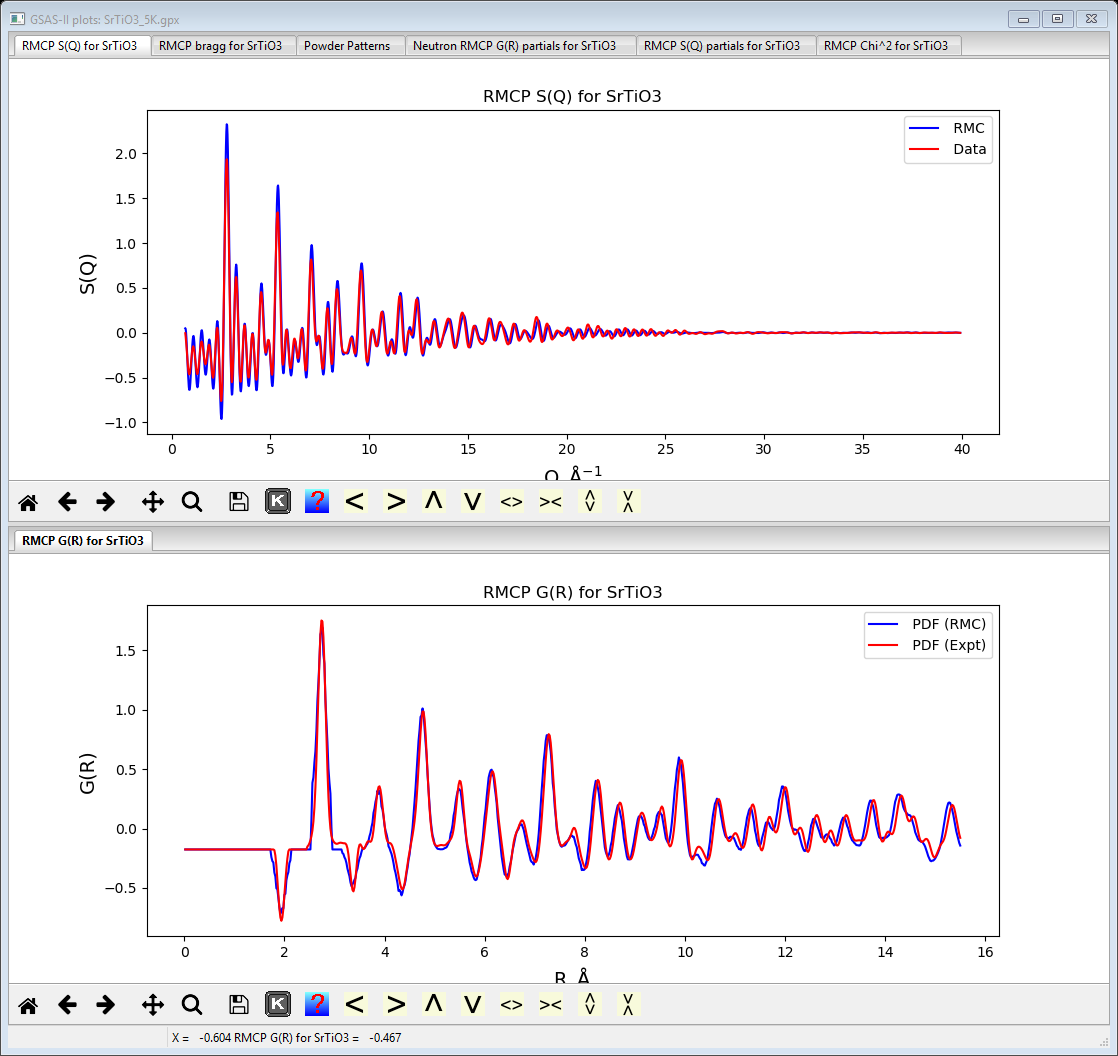 GSAS-II plots: SrTiO3_5K.gpx
RMCP S(Q) for SrTiO3 RMCP bragg for SrTiO3 Powder Patterns Neutron RMCP G(R) partials for SrTiO3 RMCP S(Q) partials for SrTiO3 RMCP Chi^2 for SrTiO3
RMCP S(Q) for SrTiO3
RMC
Data
2.0
1.5
1.0
0.5
0.0
−0.5
−1.0
S(Q)
0 5 10 15 20 25 30 35 40
Q, Å⁻¹
K ? < > Λ V <> ><
RMCP G(R) for SrTiO3
RMCP G(R) for SrTiO3
PDF (RMC)
PDF (Expt)
1.5
1.0
0.5
0.0
−0.5
G(R)
0 2 4 6 8 10 12 14 16
R, Å
K ? < > Λ V <> ><
X = -0.604 RMCP G(R) for SrTiO3 = -0.467